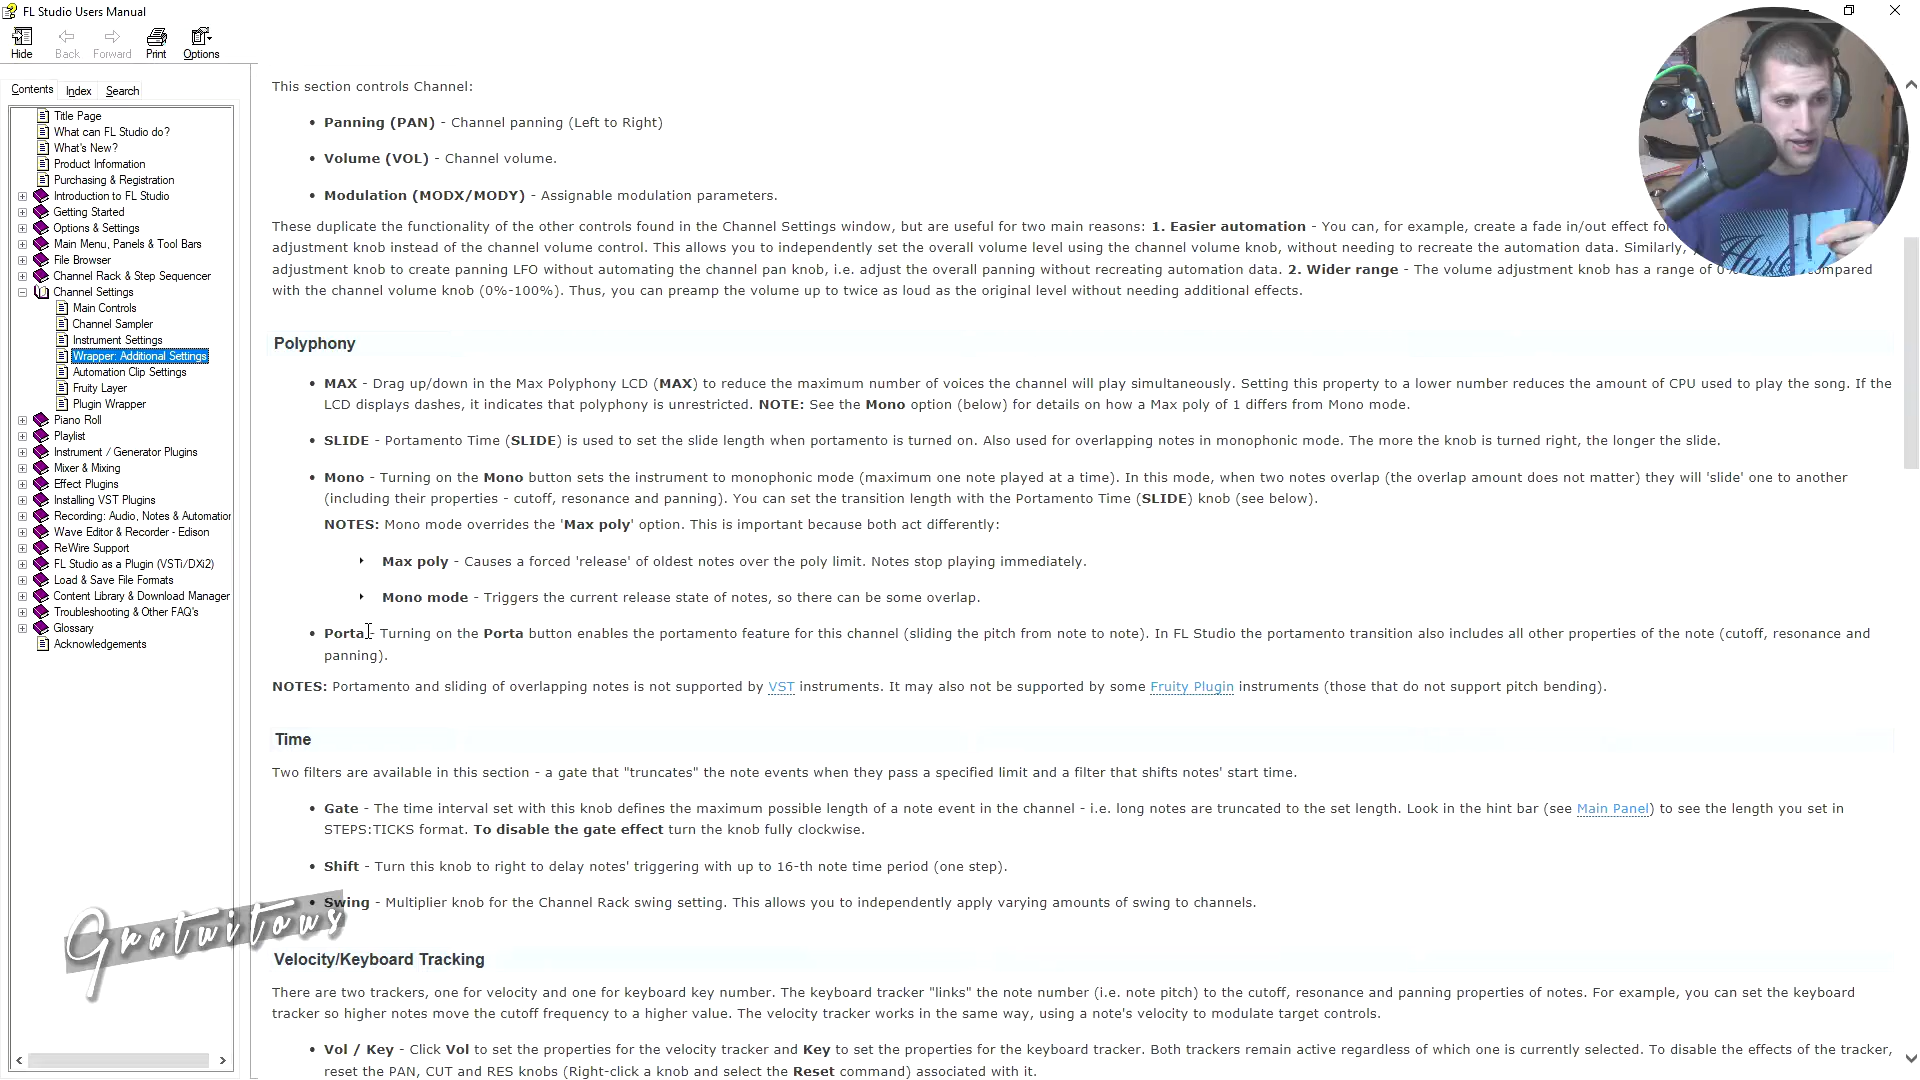 FL Studio Users Manual
Hide Back Forward Print Options
Contents Index Search
Title Page
What can FL Studio do?
What's New?
Product Information
Purchasing & Registration
Introduction to FL Studio
Getting Started
Options & Settings
Main Menu, Panels & Tool Bars
File Browser
Channel Rack & Step Sequencer
Channel Settings
Main Controls
Channel Sampler
Instrument Settings
Wrapper: Additional Settings
Automation Clip Settings
Fruity Layer
Plugin Wrapper
Piano Roll
Playlist
Instrument / Generator Plugins
Mixer & Mixing
Effect Plugins
Installing VST Plugins
Recording: Audio, Notes & Automation
Wave Editor & Recorder - Edison
ReWire Support
FL Studio as a Plugin (VSTi/DXi2)
Load & Save File Formats
Content Library & Download Manager
Troubleshooting & Other FAQ's
Glossary
Acknowledgements
This section controls Channel:
• Panning (PAN) - Channel panning (Left to Right)
• Volume (VOL) - Channel volume.
• Modulation (MODX/MODY) - Assignable modulation parameters.
These duplicate the functionality of the other controls found in the Channel Settings window, but are useful for two main reasons: 1. Easier automation - You can, for example, create a fade in/out effect
adjustment knob instead of the channel volume control. This allows you to independently set the overall volume level using the channel volume knob, without needing to recreate the automation data. Similarly,
adjustment knob to create panning LFO without automating the channel pan knob, i.e. adjust the overall panning without recreating automation data. 2. Wider range - The volume adjustment knob has a range of compared
with the channel volume knob (0%-100%). Thus, you can preamp the volume up to twice as loud as the original level without needing additional effects.
Polyphony
• MAX - Drag up/down in the Max Polyphony LCD (MAX) to reduce the maximum number of voices the channel will play simultaneously. Setting this property to a lower number reduces the amount of CPU used to play the song. If the
LCD displays dashes, it indicates that polyphony is unrestricted. NOTE: See the Mono option (below) for details on how a Max poly of 1 differs from Mono mode.
• SLIDE - Portamento Time (SLIDE) is used to set the slide length when portamento is turned on. Also used for overlapping notes in monophonic mode. The more the knob is turned right, the longer the slide.
• Mono - Turning on the Mono button sets the instrument to monophonic mode (maximum one note played at a time). In this mode, when two notes overlap (the overlap amount does not matter) they will 'slide' one to another
(including their properties - cutoff, resonance and panning). You can set the transition length with the Portamento Time (SLIDE) knob (see below).
NOTES: Mono mode overrides the 'Max poly' option. This is important because both act differently:
Max poly - Causes a forced 'release' of oldest notes over the poly limit. Notes stop playing immediately.
Mono mode - Triggers the current release state of notes, so there can be some overlap.
• Porta - Turning on the Porta button enables the portamento feature for this channel (sliding the pitch from note to note). In FL Studio the portamento transition also includes all other properties of the note (cutoff, resonance and
panning).
NOTES: Portamento and sliding of overlapping notes is not supported by VST instruments. It may also not be supported by some Fruity Plugin instruments (those that do not support pitch bending).
Time
Two filters are available in this section - a gate that "truncates" the note events when they pass a specified limit and a filter that shifts notes' start time.
• Gate - The time interval set with this knob defines the maximum possible length of a note event in the channel - i.e. long notes are truncated to the set length. Look in the hint bar (see Main Panel) to see the length you set in
STEPS:TICKS format. To disable the gate effect turn the knob fully clockwise.
• Shift - Turn this knob to right to delay notes' triggering with up to 16-th note time period (one step).
• Swing - Multiplier knob for the Channel Rack swing setting. This allows you to independently apply varying amounts of swing to channels.
Gratuitous
Velocity/Keyboard Tracking
There are two trackers, one for velocity and one for keyboard key number. The keyboard tracker "links" the note number (i.e. note pitch) to the cutoff, resonance and panning properties of notes. For example, you can set the keyboard
tracker so higher notes move the cutoff frequency to a higher value. The velocity tracker works in the same way, using a note's velocity to modulate target controls.
• Vol / Key - Click Vol to set the properties for the velocity tracker and Key to set the properties for the keyboard tracker. Both trackers remain active regardless of which one is currently selected. To disable the effects of the tracker,
reset the PAN, CUT and RES knobs (Right-click a knob and select the Reset command) associated with it.